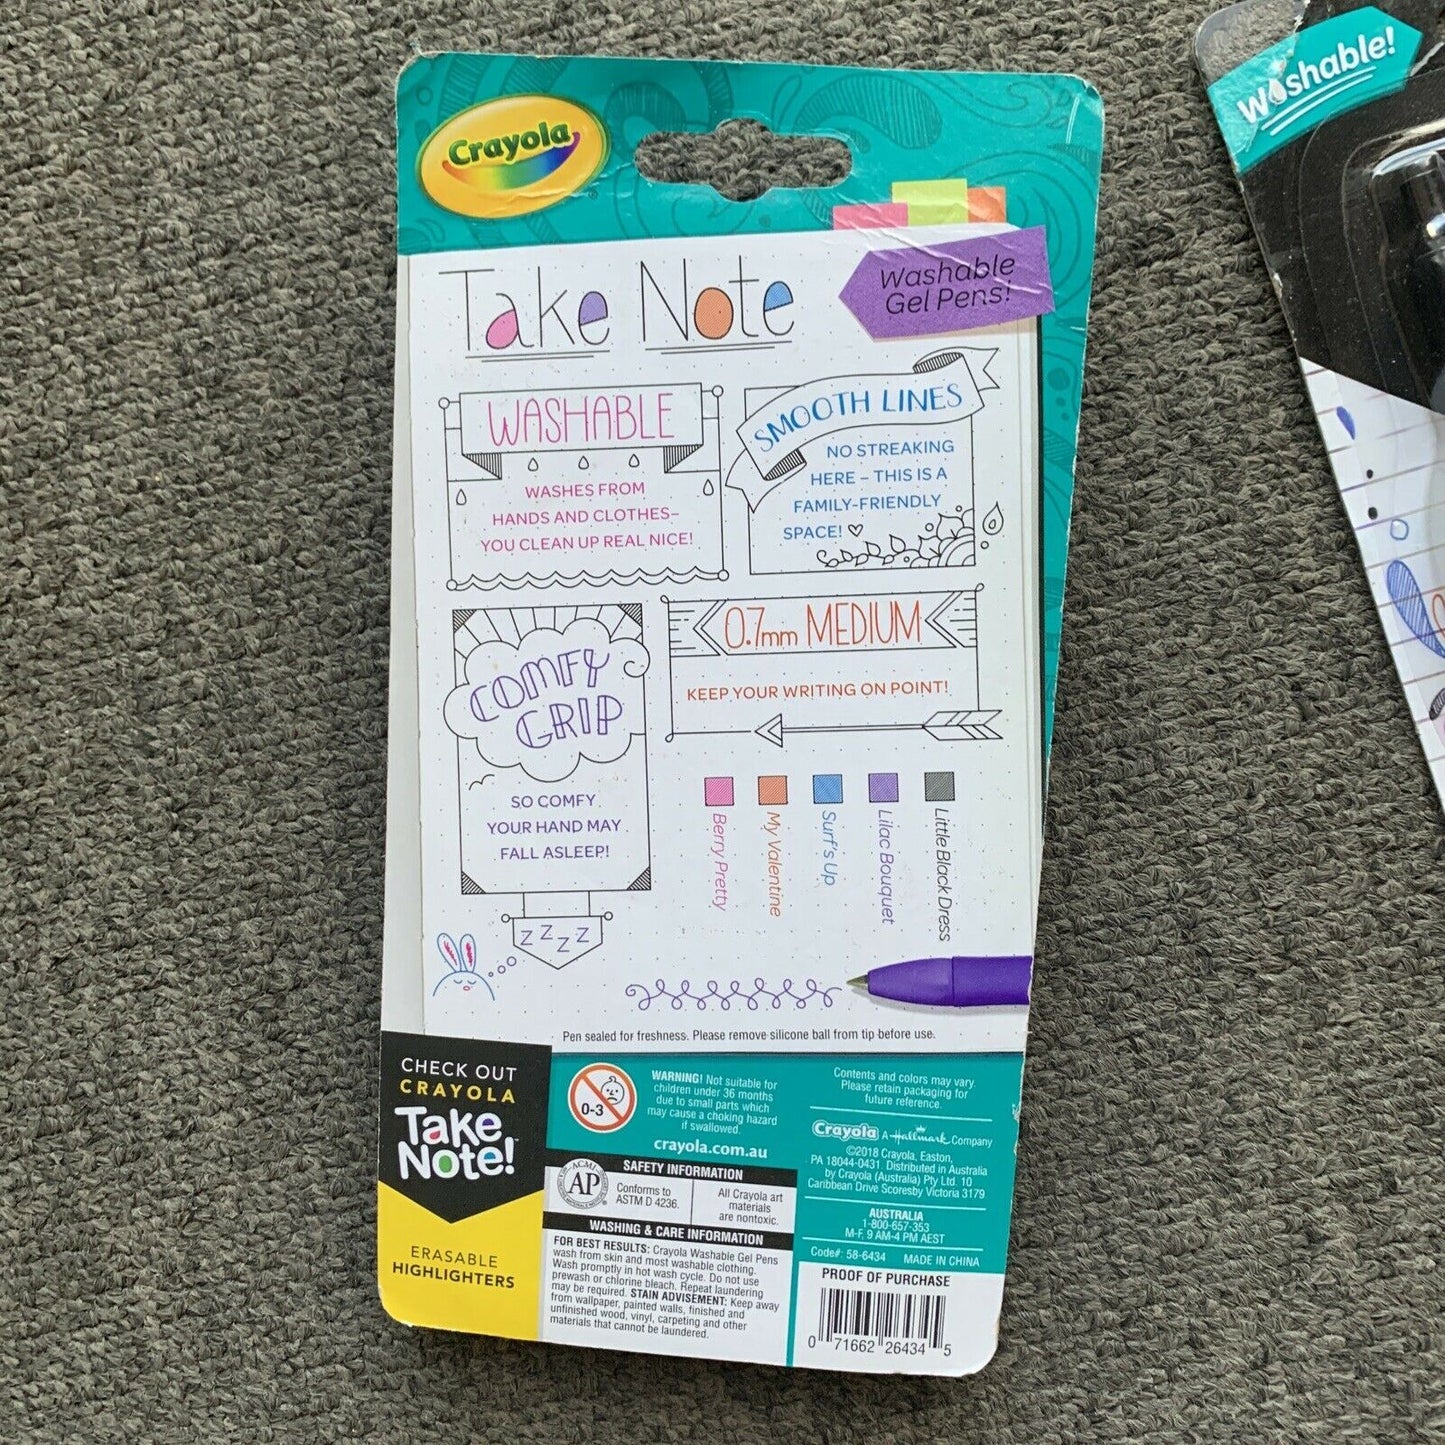 Crayola
Washable!
Take Note
Washable
Gel Pens!
WASHABLE
WASHES FROM
HANDS AND CLOTHES–
YOU CLEAN UP REAL NICE!
SMOOTH LINES
NO STREAKING
HERE – THIS IS A
FAMILY-FRIENDLY
SPACE! ♡
COMFY
GRIP
SO COMFY
YOUR HAND MAY
FALL ASLEEP!
ZZZZ
0.7mm MEDIUM
KEEP YOUR WRITING ON POINT!
Berry Pretty
My Valentine
Surf's Up
Lilac Bouquet
Little Black Dress
Pen sealed for freshness. Please remove silicone ball from tip before use.
CHECK OUT
CRAYOLA
Take
Note!
ERASABLE
HIGHLIGHTERS
0-3
WARNING! Not suitable for
children under 36 months
due to small parts which
may cause a choking hazard
if swallowed.
crayola.com.au
SAFETY INFORMATION
ACMI
AP
Conforms to
ASTM D 4236.
All Crayola art
materials
are nontoxic.
WASHING & CARE INFORMATION
FOR BEST RESULTS: Crayola Washable Gel Pens
wash from skin and most washable clothing.
Wash promptly in hot wash cycle. Do not use
prewash or chlorine bleach. Repeat laundering
may be required. STAIN ADVISEMENT: Keep away
from wallpaper, painted walls, finished and
unfinished wood, vinyl, carpeting and other
materials that cannot be laundered.
Contents and colors may vary.
Please retain packaging for
future reference.
Crayola A Hallmark Company
©2018 Crayola, Easton,
PA 18044-0431. Distributed in Australia
by Crayola (Australia) Pty Ltd. 10
Caribbean Drive Scoresby Victoria 3179
AUSTRALIA
1-800-657-353
M-F, 9 AM-4 PM AEST
Code#: 58-6434 MADE IN CHINA
PROOF OF PURCHASE
0 71662 26434 5